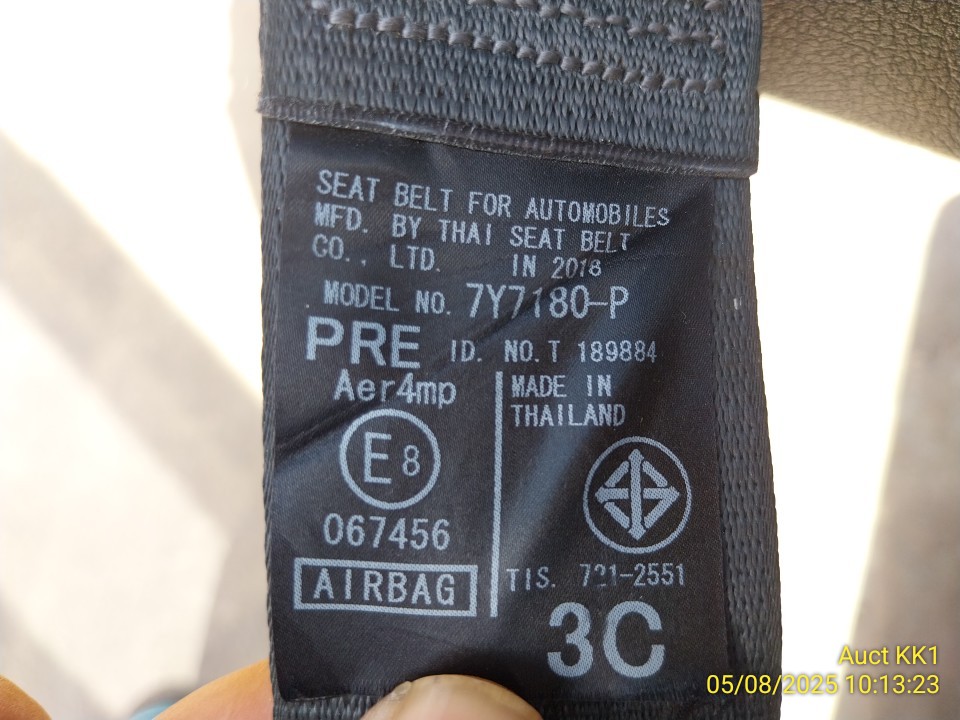 SEAT BELT FOR AUTOMOBILES
MFD. BY THAI SEAT BELT
CO., LTD. IN 2018
MODEL NO. 7Y7180-P
PRE ID. NO. T 189884
Aer4mp
MADE IN
THAILAND
E8
067456
AIRBAG
TIS. 721-2551
3C
Auct KK1
05/08/2025 10:13:23